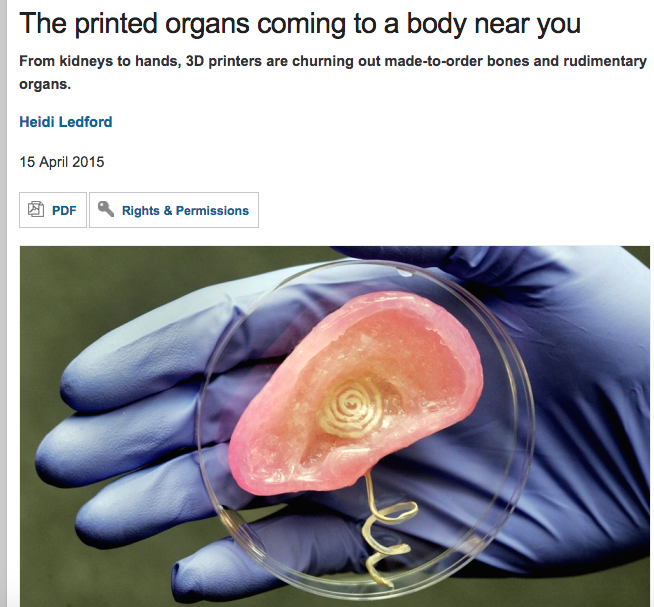 The printed organs coming to a body near you
From kidneys to hands, 3D printers are churning out made-to-order bones and rudimentary
organs.
Heidi Ledford
15 April 2015
PDF
Rights & Permissions